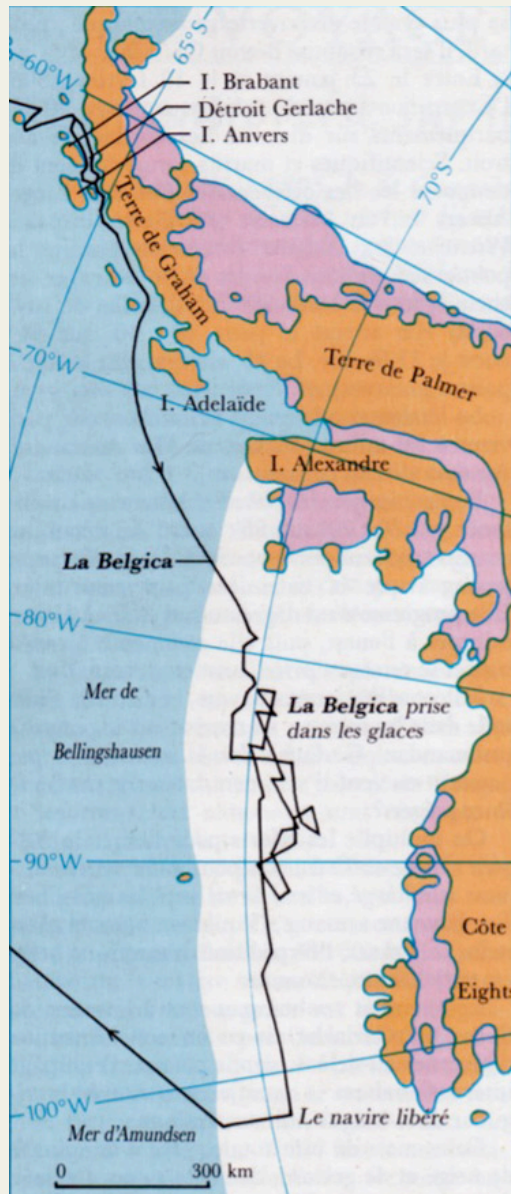 60°W
65°S
I. Brabant
Détroit Gerlache
I. Anvers
70°S
Terre de Graham
70°W
Terre de Palmer
I. Adelaïde
I. Alexandre
La Belgica
80°W
Mer de
Bellingshausen
La Belgica prise
dans les glaces
90°W
Côte
Eights
100°W
Le navire libéré
Mer d'Amundsen
0 300 km